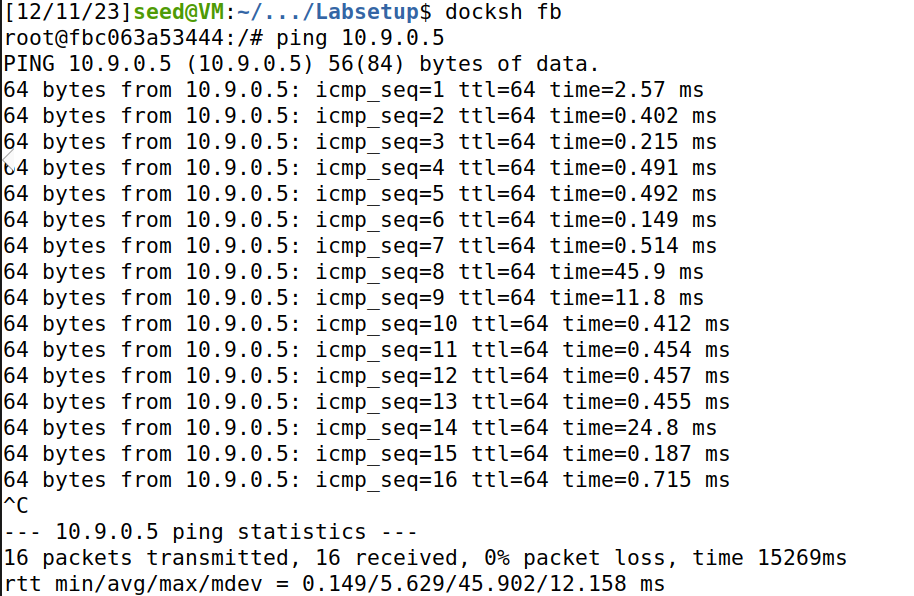 [12/11/23]seed@VM:~/.../Labsetup$ docksh fb
root@fbc063a53444:/# ping 10.9.0.5
PING 10.9.0.5 (10.9.0.5) 56(84) bytes of data.
64 bytes from 10.9.0.5: icmp_seq=1 ttl=64 time=2.57 ms
64 bytes from 10.9.0.5: icmp_seq=2 ttl=64 time=0.402 ms
64 bytes from 10.9.0.5: icmp_seq=3 ttl=64 time=0.215 ms
64 bytes from 10.9.0.5: icmp_seq=4 ttl=64 time=0.491 ms
64 bytes from 10.9.0.5: icmp_seq=5 ttl=64 time=0.492 ms
64 bytes from 10.9.0.5: icmp_seq=6 ttl=64 time=0.149 ms
64 bytes from 10.9.0.5: icmp_seq=7 ttl=64 time=0.514 ms
64 bytes from 10.9.0.5: icmp_seq=8 ttl=64 time=45.9 ms
64 bytes from 10.9.0.5: icmp_seq=9 ttl=64 time=11.8 ms
64 bytes from 10.9.0.5: icmp_seq=10 ttl=64 time=0.412 ms
64 bytes from 10.9.0.5: icmp_seq=11 ttl=64 time=0.454 ms
64 bytes from 10.9.0.5: icmp_seq=12 ttl=64 time=0.457 ms
64 bytes from 10.9.0.5: icmp_seq=13 ttl=64 time=0.455 ms
64 bytes from 10.9.0.5: icmp_seq=14 ttl=64 time=24.8 ms
64 bytes from 10.9.0.5: icmp_seq=15 ttl=64 time=0.187 ms
64 bytes from 10.9.0.5: icmp_seq=16 ttl=64 time=0.715 ms
^C
--- 10.9.0.5 ping statistics ---
16 packets transmitted, 16 received, 0% packet loss, time 15269ms
rtt min/avg/max/mdev = 0.149/5.629/45.902/12.158 ms